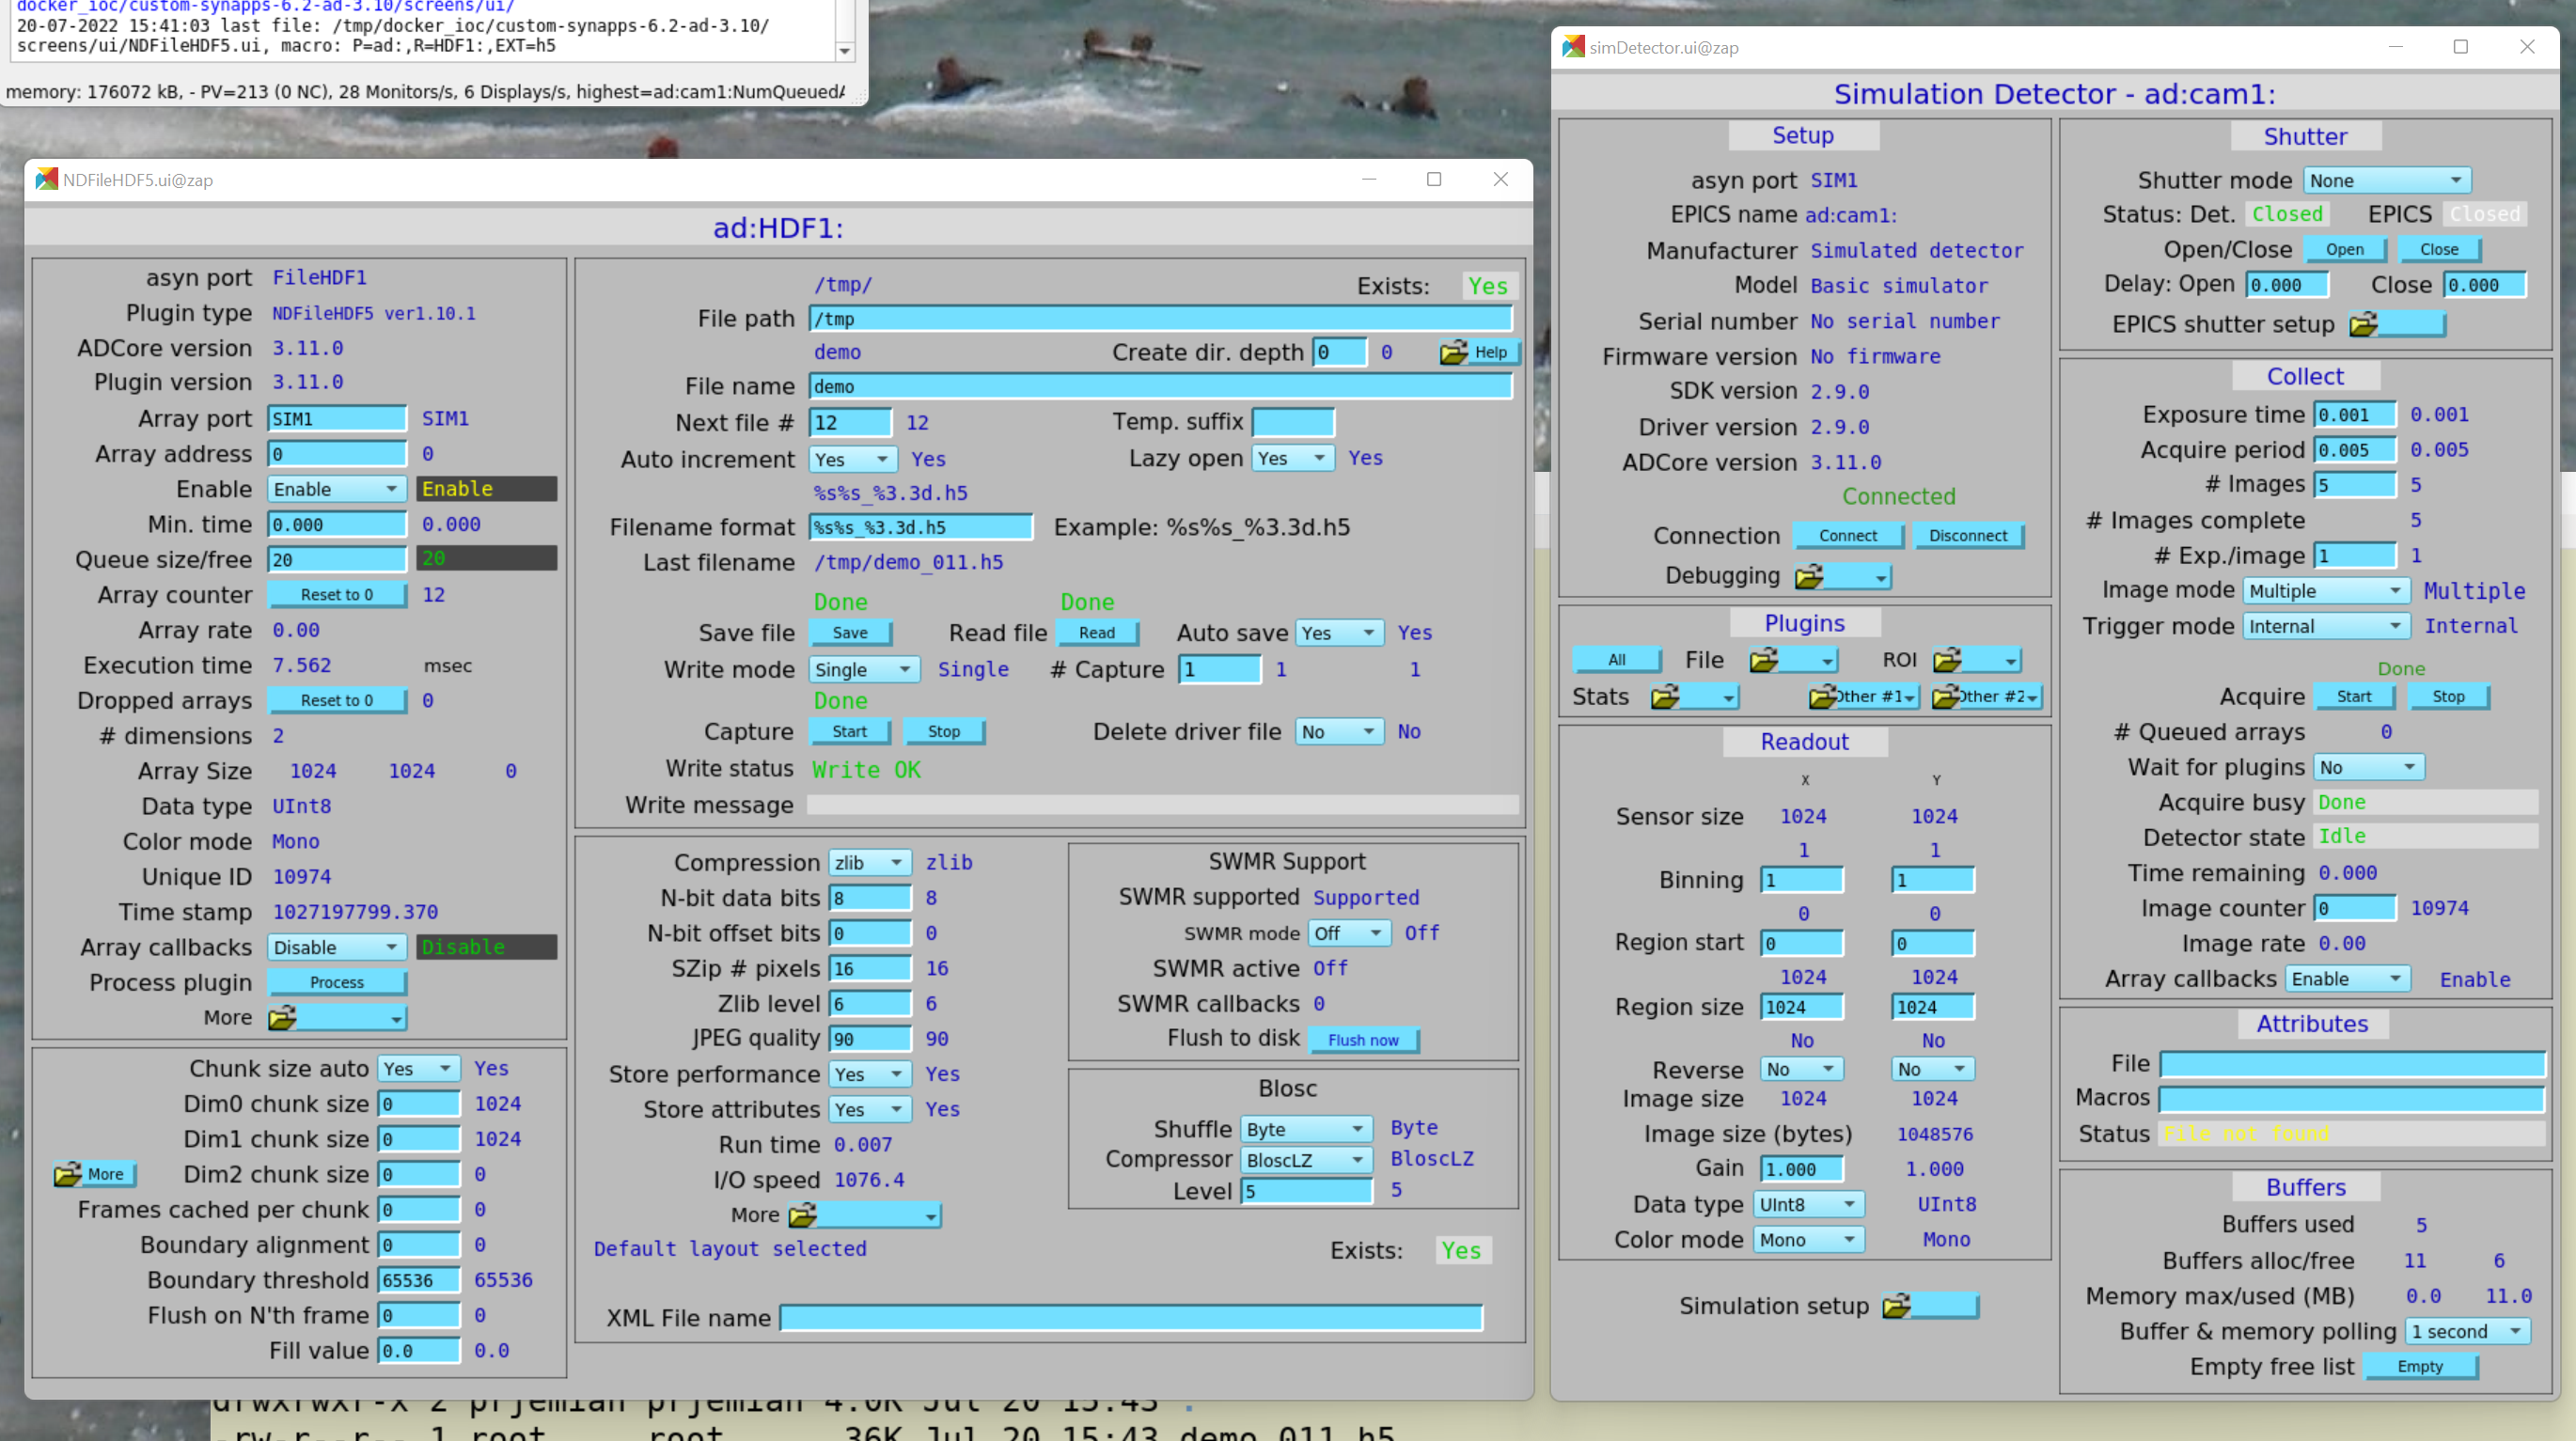 docker_ioc/custom-synapps-6.2-ad-3.10/screens/ui/
20-07-2022 15:41:03 last file: /tmp/docker_ioc/custom-synapps-6.2-ad-3.10/
screens/ui/NDFileHDF5.ui, macro: P=ad:,R=HDF1:,EXT=h5
memory: 176072 kB, - PV=213 (0 NC), 28 Monitors/s, 6 Displays/s, highest=ad:cam1:NumQueuedA
NDFileHDF5.ui@zap
ad:HDF1:
asyn port FileHDF1
Plugin type NDFileHDF5 ver1.10.1
ADCore version 3.11.0
Plugin version 3.11.0
Array port SIM1 SIM1
Array address 0 0
Enable Enable Enable
Min. time 0.000 0.000
Queue size/free 20 20
Array counter Reset to 0 12
Array rate 0.00
Execution time 7.562 msec
Dropped arrays Reset to 0 0
# dimensions 2
Array Size 1024 1024 0
Data type UInt8
Color mode Mono
Unique ID 10974
Time stamp 1027197799.370
Array callbacks Disable Disable
Process plugin Process
More
Chunk size auto Yes Yes
Dim0 chunk size 0 1024
Dim1 chunk size 0 1024
More Dim2 chunk size 0 0
Frames cached per chunk 0 0
Boundary alignment 0 0
Boundary threshold 65536 65536
Flush on N'th frame 0 0
Fill value 0.0 0.0
/tmp/ Exists: Yes
File path /tmp
demo Create dir. depth 0 0 Help
File name demo
Next file # 12 12 Temp. suffix
Auto increment Yes Yes Lazy open Yes Yes
%s%s_%3.3d.h5
Filename format %s%s_%3.3d.h5 Example: %s%s_%3.3d.h5
Last filename /tmp/demo_011.h5
Done Done
Save file Save Read file Read Auto save Yes Yes
Write mode Single Single # Capture 1 1 1
Done
Capture Start Stop Delete driver file No No
Write status Write OK
Write message
Compression zlib zlib
N-bit data bits 8 8
N-bit offset bits 0 0
SZip # pixels 16 16
Zlib level 6 6
JPEG quality 90 90
Store performance Yes Yes
Store attributes Yes Yes
Run time 0.007
I/O speed 1076.4
More
Default layout selected Exists: Yes
XML File name
SWMR Support
SWMR supported Supported
SWMR mode Off Off
SWMR active Off
SWMR callbacks 0
Flush to disk Flush now
Blosc
Shuffle Byte Byte
Compressor BloscLZ BloscLZ
Level 5 5
simDetector.ui@zap
Simulation Detector - ad:cam1:
Setup
asyn port SIM1
EPICS name ad:cam1:
Manufacturer Simulated detector
Model Basic simulator
Serial number No serial number
Firmware version No firmware
SDK version 2.9.0
Driver version 2.9.0
ADCore version 3.11.0
Connected
Connection Connect Disconnect
Debugging
Plugins
All File ROI
Stats Other #1 Other #2
Readout
X Y
Sensor size 1024 1024
1 1
Binning 1 1
0 0
Region start 0 0
1024 1024
Region size 1024 1024
No No
Reverse No No
Image size 1024 1024
Image size (bytes) 1048576
Gain 1.000 1.000
Data type UInt8 UInt8
Color mode Mono Mono
Simulation setup
Shutter
Shutter mode None
Status: Det. Closed EPICS Closed
Open/Close Open Close
Delay: Open 0.000 Close 0.000
EPICS shutter setup
Collect
Exposure time 0.001 0.001
Acquire period 0.005 0.005
# Images 5 5
# Images complete 5
# Exp./image 1 1
Image mode Multiple Multiple
Trigger mode Internal Internal
Done
Acquire Start Stop
# Queued arrays 0
Wait for plugins No
Acquire busy Done
Detector state Idle
Time remaining 0.000
Image counter 0 10974
Image rate 0.00
Array callbacks Enable Enable
Attributes
File
Macros
Status File not found
Buffers
Buffers used 5
Buffers alloc/free 11 6
Memory max/used (MB) 0.0 11.0
Buffer & memory polling 1 second
Empty free list Empty
drwxrwxr-x 2 prjemian prjemian 4.0K Jul 20 15:43 .
-rw-r--r-- 1 root root 36K Jul 20 15:43 demo_011.h5